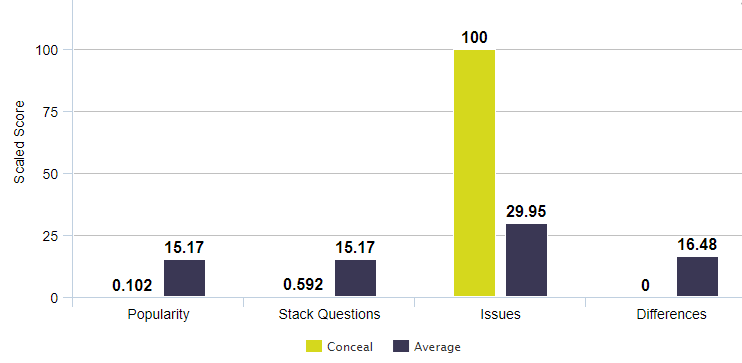 100
75
50
25
0
Scaled Score
0.102
15.17
0.592
15.17
100
29.95
0
16.48
Popularity
Stack Questions
Issues
Differences
Conceal
Average